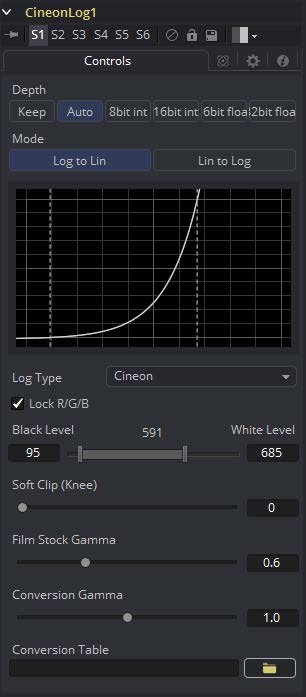 CineonLog1
S1 S2 S3 S4 S5 S6
Controls
Depth
Keep Auto 8bit int 16bit int 6bit floa 2bit floa
Mode
Log to Lin Lin to Log
Log Type Cineon
Lock R/G/B
Black Level 591 White Level
95 685
Soft Clip (Knee)
0
Film Stock Gamma
0.6
Conversion Gamma
1.0
Conversion Table